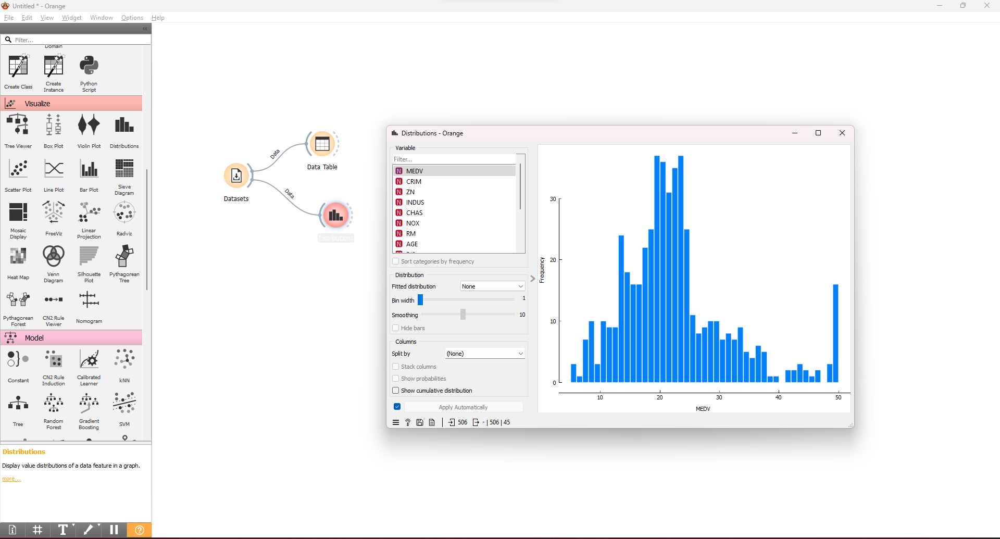 Untitled * - Orange
File Edit View Widget Window Options Help
Filter...
Domain
Create Class
Create Instance
Python Script
Visualize
Tree Viewer
Box Plot
Violin Plot
Distributions
Scatter Plot
Line Plot
Bar Plot
Sieve Diagram
Mosaic Display
FreeViz
Linear Projection
Radviz
Heat Map
Venn Diagram
Silhouette Plot
Pythagorean Tree
Pythagorean Forest
CN2 Rule Viewer
Nomogram
Model
Constant
CN2 Rule Induction
Calibrated Learner
kNN
Tree
Random Forest
Gradient Boosting
SVM
Distributions
Display value distributions of a data feature in a graph.
more...
Datasets
Data
Data Table
Data
Distributions
Distributions - Orange
Variable
Filter...
N MEDV
N CRIM
N ZN
N INDUS
N CHAS
N NOX
N RM
N AGE
Sort categories by frequency
Distribution
Fitted distribution None
Bin width 1
Smoothing 10
Hide bars
Columns
Split by (None)
Stack columns
Show probabilities
Show cumulative distribution
Apply Automatically
506 - | 506 | 45
Frequency
30
20
10
0
10 20 30 40 50
MEDV